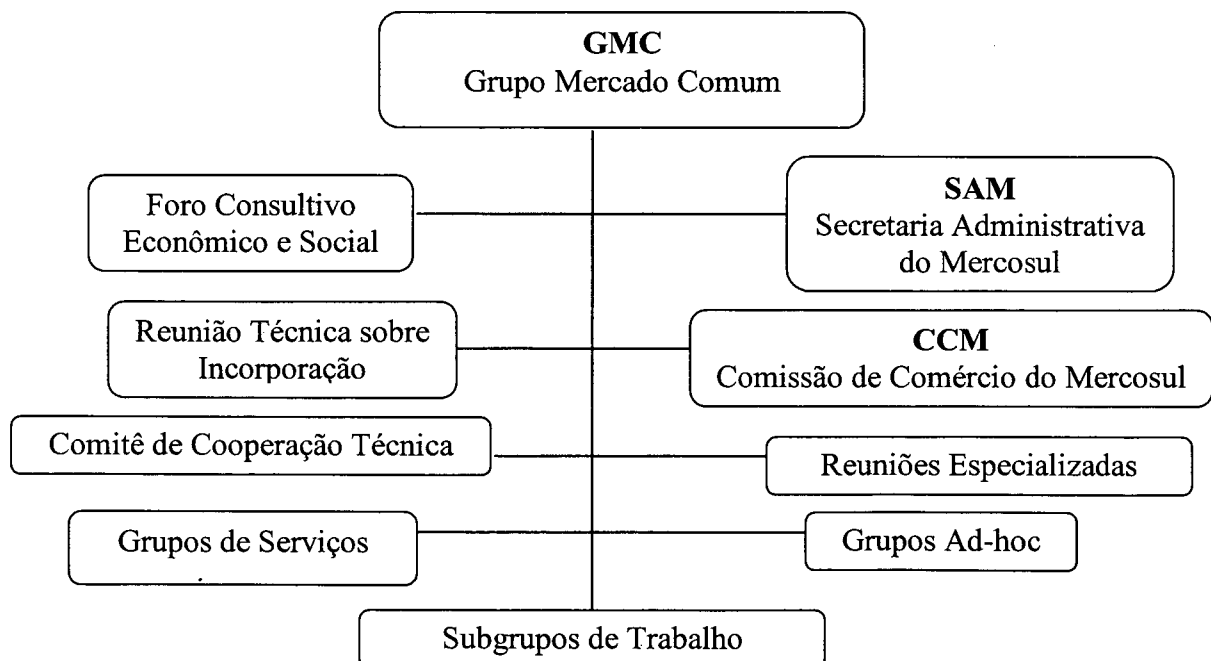 GMC
Grupo Mercado Comum
Foro Consultivo
Econômico e Social
SAM
Secretaria Administrativa
do Mercosul
Reunião Técnica sobre
Incorporação
CCM
Comissão de Comércio do Mercosul
Comitê de Cooperação Técnica
Reuniões Especializadas
Grupos de Serviços
Grupos Ad-hoc
Subgrupos de Trabalho